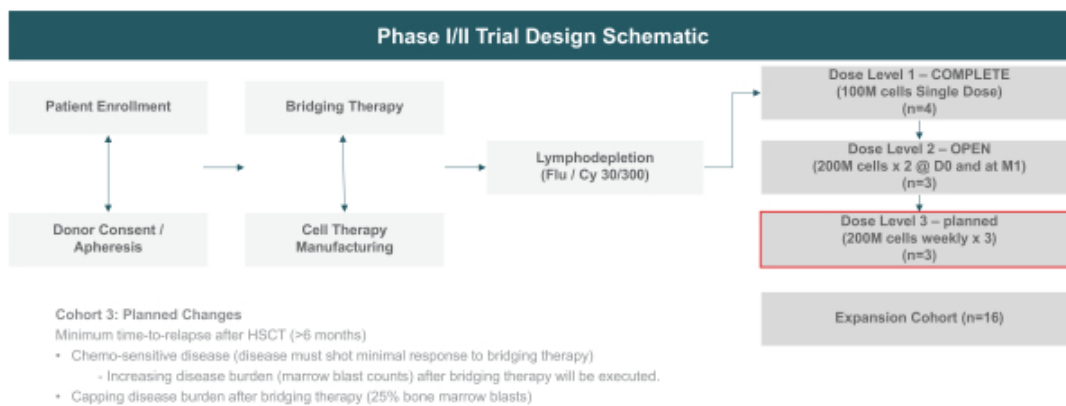 Phase I/II Trial Design Schematic
Patient Enrollment
Donor Consent /
Apheresis
Bridging Therapy
Cell Therapy
Manufacturing
Lymphodepletion
(Flu / Cy 30/300)
Dose Level 1 – COMPLETE
(100M cells Single Dose)
(n=4)
Dose Level 2 – OPEN
(200M cells x 2 @ D0 and at M1)
(n=3)
Dose Level 3 – planned
(200M cells weekly x 3)
(n=3)
Expansion Cohort (n=16)
Cohort 3: Planned Changes
Minimum time-to-relapse after HSCT (>6 months)
• Chemo-sensitive disease (disease must shot minimal response to bridging therapy)
- Increasing disease burden (marrow blast counts) after bridging therapy will be executed.
• Capping disease burden after bridging therapy (25% bone marrow blasts)